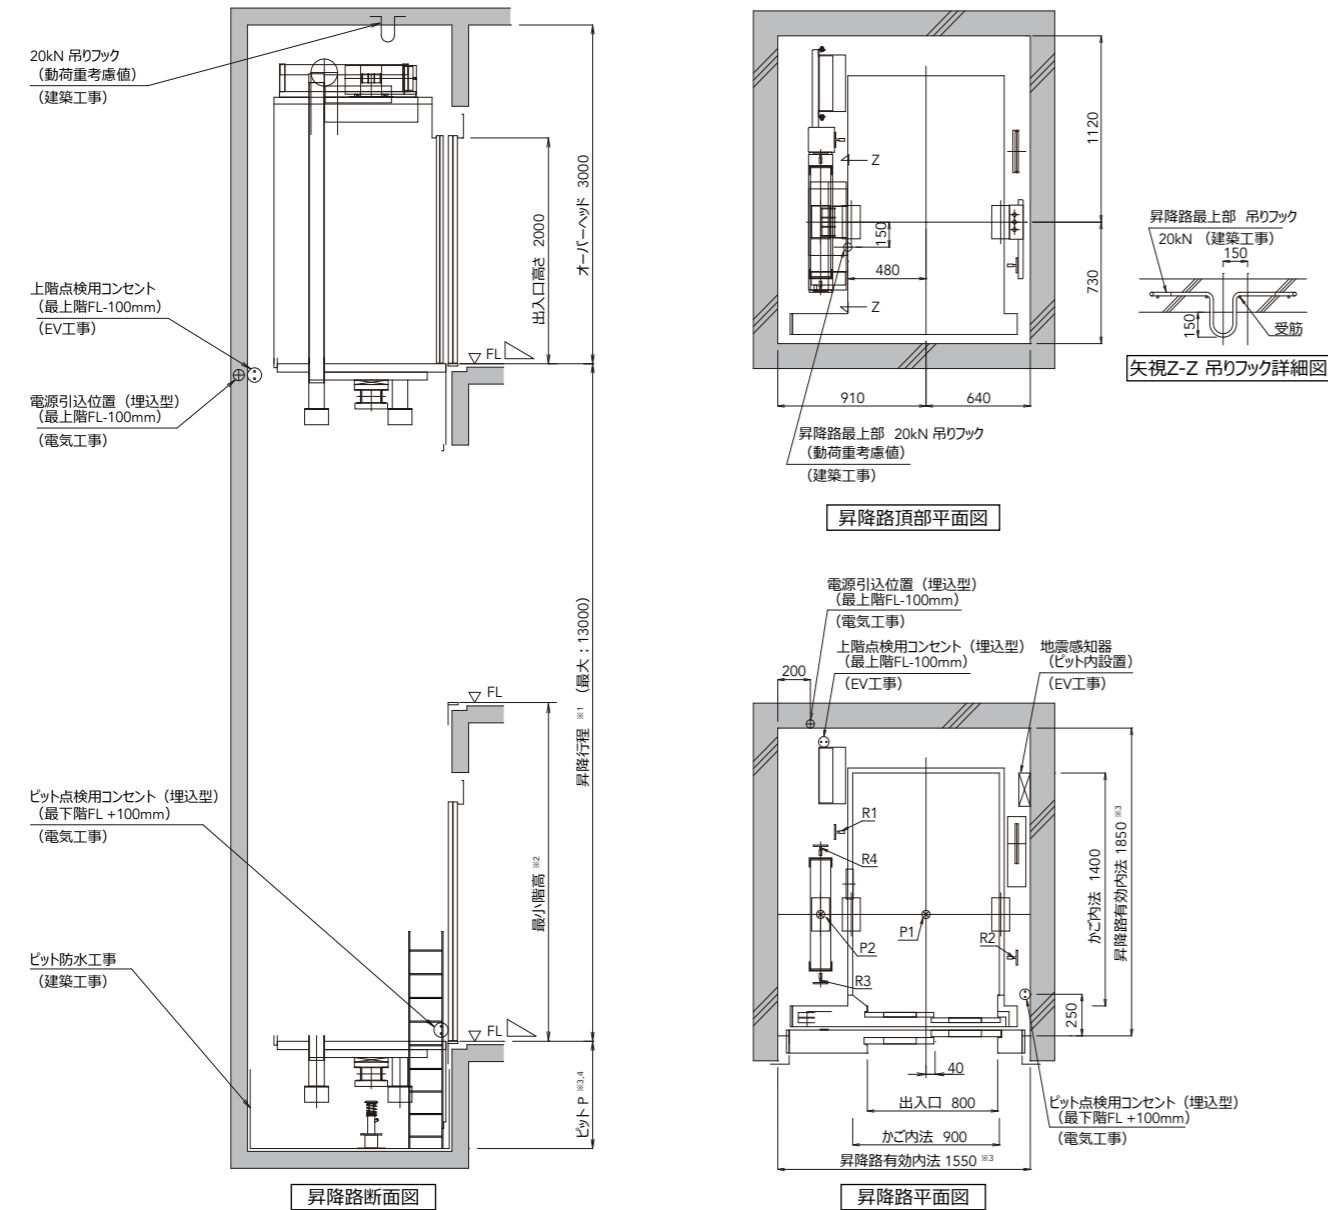 20kN 吊りフック
（動荷重考慮値）
（建築工事）
オーバーヘッド 3000
出入口高さ 2000
FL
上階点検用コンセント
（最上階FL-100mm）
（EV工事）
電源引込位置（埋込型）
（最上階FL-100mm）
（電気工事）
昇降行程 ※1 （最大：13000）
FL
最小階高 ※2
ピット点検用コンセント（埋込型）
（最下階FL +100mm）
（電気工事）
ピット防水工事
（建築工事）
FL
ピット P ※3,4
昇降路断面図
1120
730
Z
150
480
Z
910
640
昇降路最上部 20kN 吊りフック
（動荷重考慮値）
（建築工事）
昇降路頂部平面図
昇降路最上部 吊りフック
20kN （建築工事）
150
150
受筋
矢視Z-Z 吊りフック詳細図
電源引込位置（埋込型）
（最上階FL-100mm）
（電気工事）
上階点検用コンセント（埋込型）
（最上階FL-100mm）
（EV工事）
地震感知器
（ピット内設置）
（EV工事）
200
R1
R4
P1
P2
R2
R3
かご内法 1400
昇降路有効内法 1850 ※3
250
40
出入口 800
かご内法 900
昇降路有効内法 1550 ※3
ピット点検用コンセント（埋込型）
（最下階FL +100mm）
（電気工事）
昇降路平面図